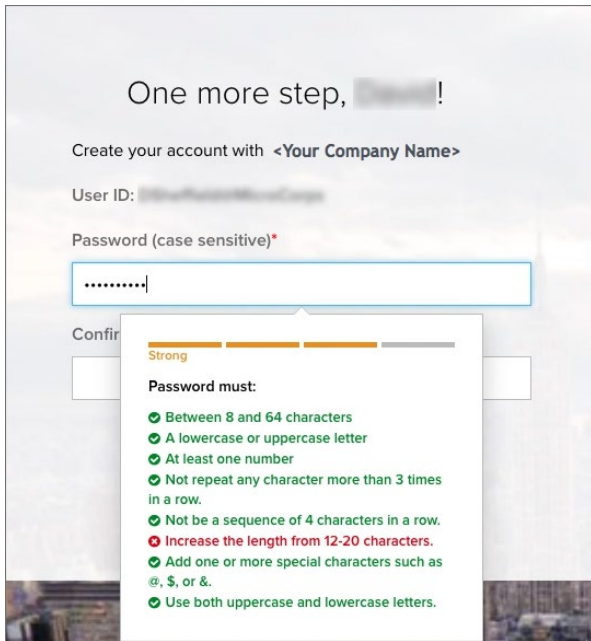 One more step, !
Create your account with <Your Company Name>
User ID:
Password (case sensitive)*
Confir
Strong
Password must:
Between 8 and 64 characters
A lowercase or uppercase letter
At least one number
Not repeat any character more than 3 times
in a row.
Not be a sequence of 4 characters in a row.
Increase the length from 12-20 characters.
Add one or more special characters such as
@, $, or &.
Use both uppercase and lowercase letters.